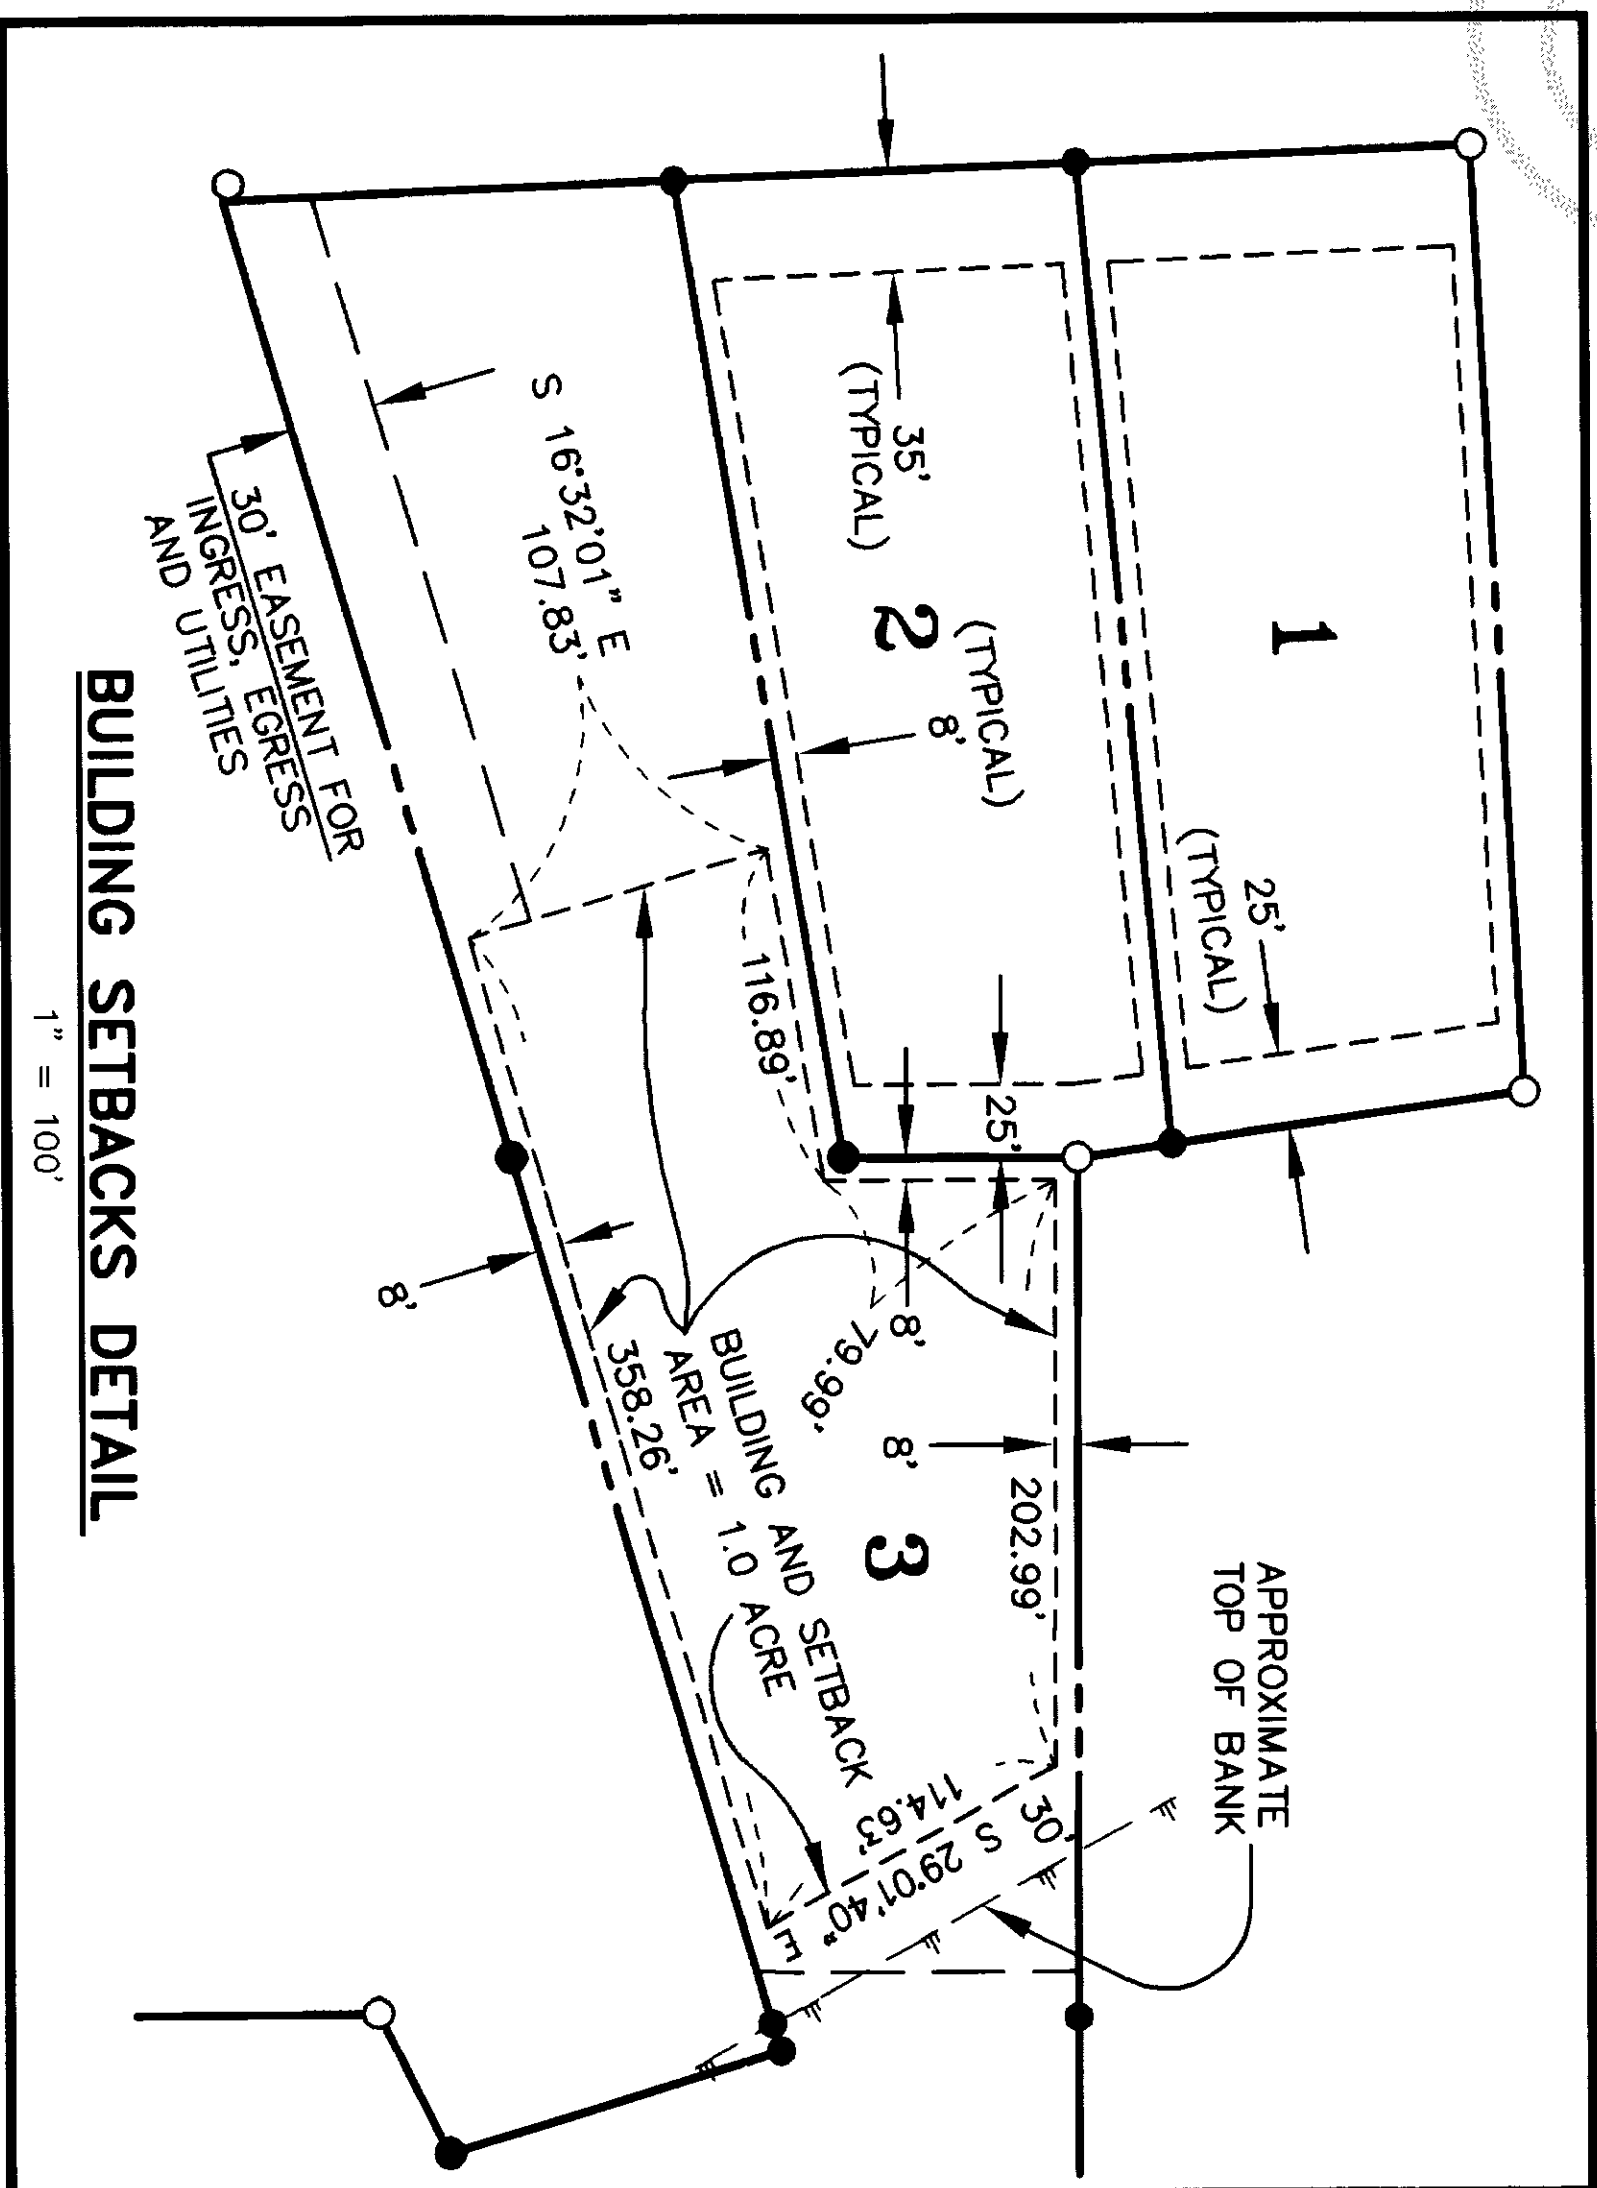 1
25'
(TYPICAL)
APPROXIMATE
TOP OF BANK
35'
(TYPICAL)
2
(TYPICAL)
8'
25'
8'
8'
202.99'
30'
S 29°01'40" E
114.63'
3
79.99'
116.89'
S 16°32'01" E
107.83'
BUILDING AND SETBACK
AREA = 1.0 ACRE
358.26'
8'
30' EASEMENT FOR
INGRESS, EGRESS
AND UTILITIES
BUILDING SETBACKS DETAIL
1" = 100'